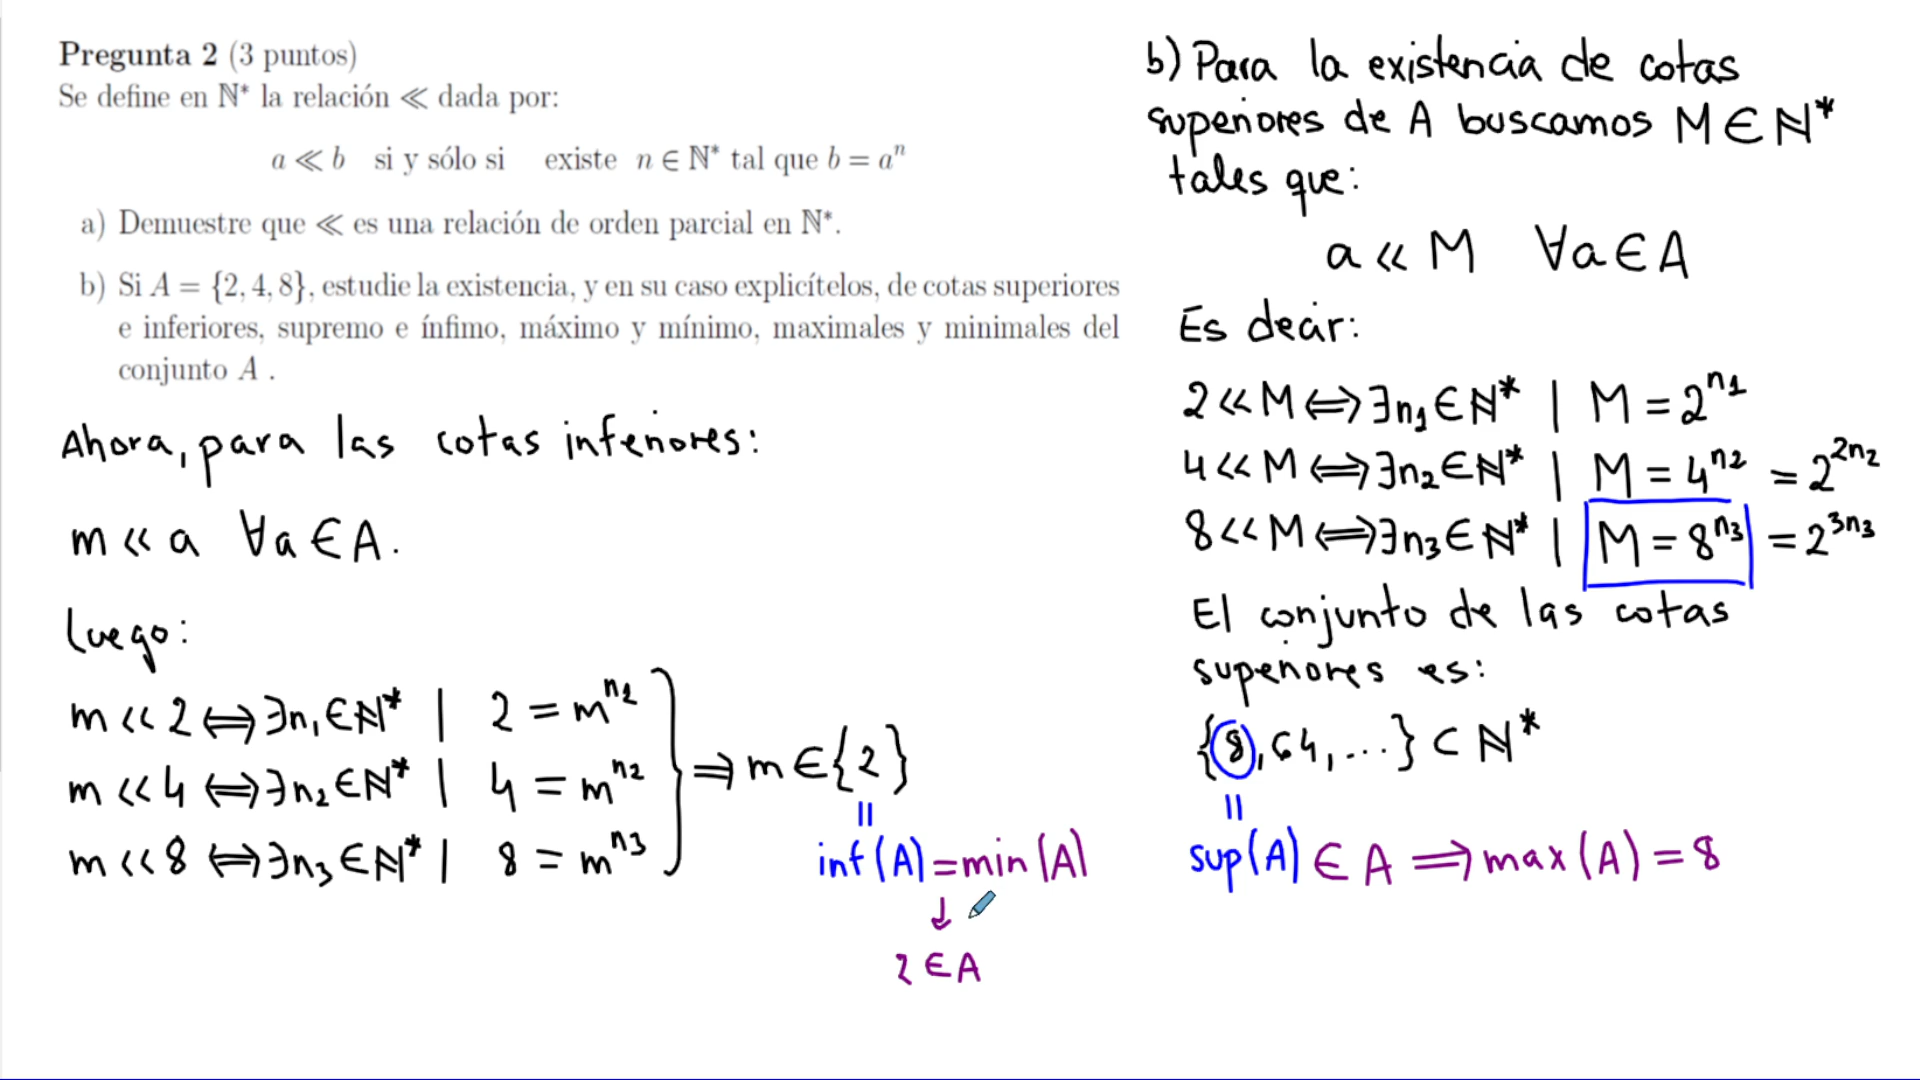 Pregunta 2 (3 puntos)
Se define en ℕ* la relación ≪ dada por:
a ≪ b si y sólo si existe n ∈ ℕ* tal que b = aⁿ
a) Demuestre que ≪ es una relación de orden parcial en ℕ*.
b) Si A = {2, 4, 8}, estudie la existencia, y en su caso explicítelos, de cotas superiores
e inferiores, supremo e ínfimo, máximo y mínimo, maximales y minimales del
conjunto A .
Ahora, para las cotas inferiores:
m ≪ a ∀a ∈ A.
Luego:
m ≪ 2 ⟺ ∃n₁ ∈ ℕ* | 2 = m^{n₁}
m ≪ 4 ⟺ ∃n₂ ∈ ℕ* | 4 = m^{n₂}
m ≪ 8 ⟺ ∃n₃ ∈ ℕ* | 8 = m^{n₃}
⟹ m ∈ {2}
=
inf(A) = min(A)
↓
2 ∈ A
b) Para la existencia de cotas
superiores de A buscamos M ∈ ℕ*
tales que:
a ≪ M ∀a ∈ A
Es decir:
2 ≪ M ⟺ ∃n₁ ∈ ℕ* | M = 2^{n₁}
4 ≪ M ⟺ ∃n₂ ∈ ℕ* | M = 4^{n₂} = 2^{2n₂}
8 ≪ M ⟺ ∃n₃ ∈ ℕ* | M = 8^{n₃} = 2^{3n₃}
El conjunto de las cotas
superiores es:
{8, 64, ...} ⊂ ℕ*
=
sup(A) ∈ A ⟹ max(A) = 8